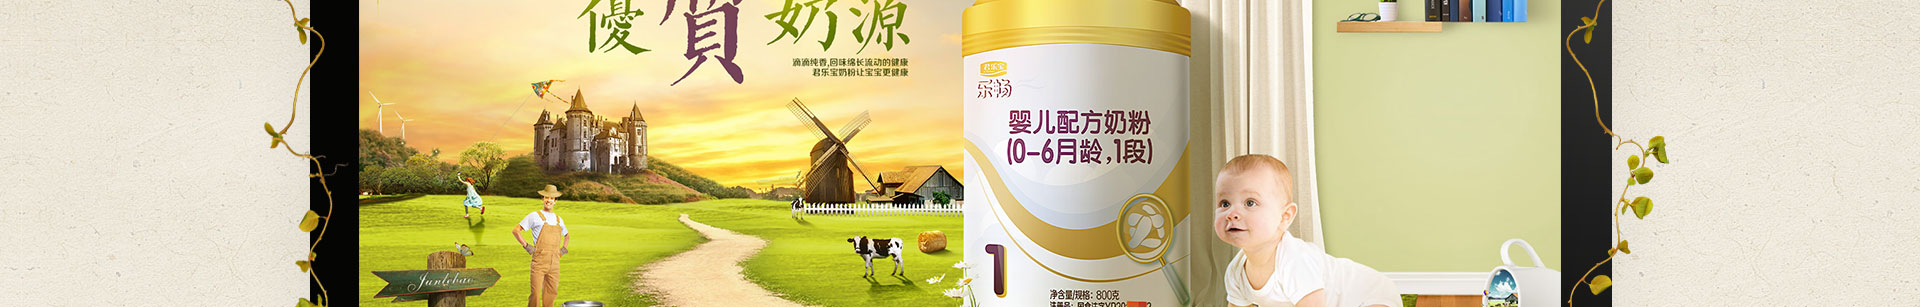 優質奶源
滴滴纯香,回味绵长流动的健康
君乐宝奶粉让宝宝更健康
君乐宝
乐畅
婴儿配方奶粉
(0-6月龄,1段)
1
净含量/规格: 800克
Junlebao